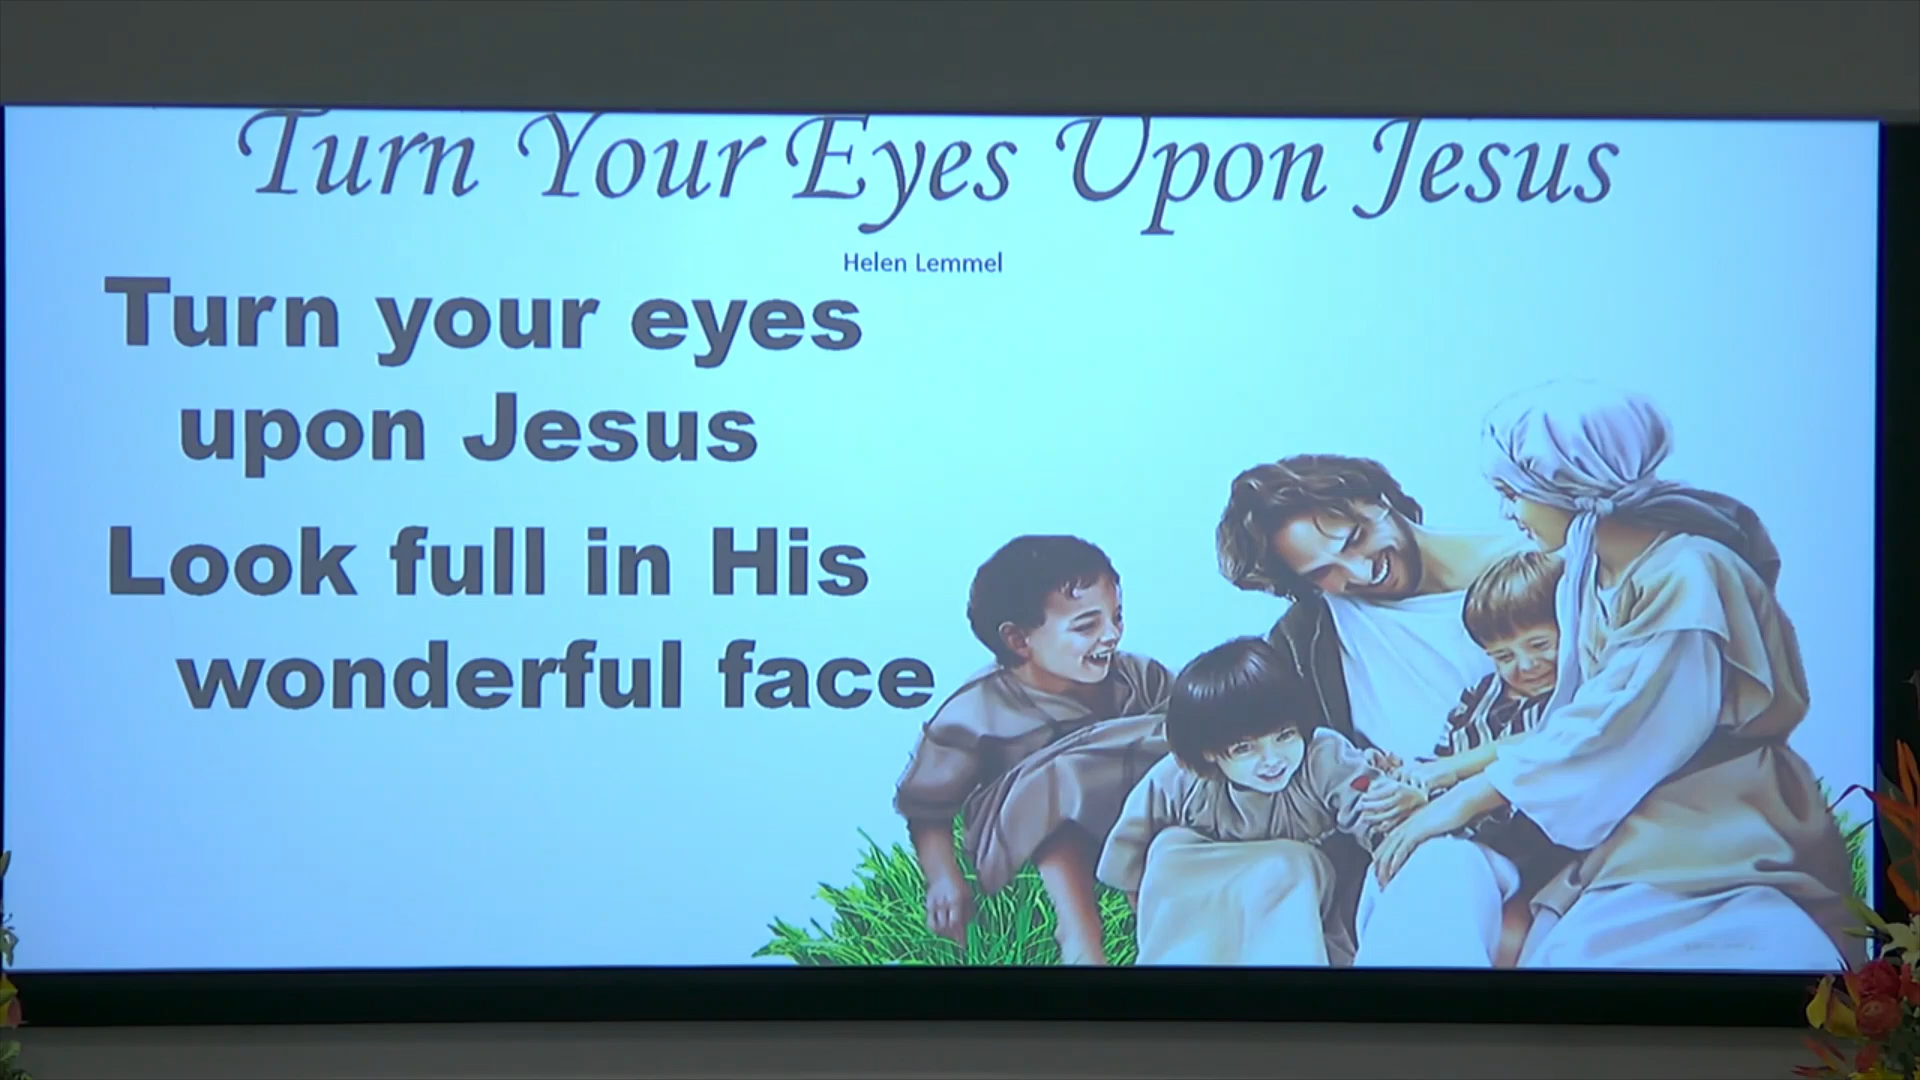 Turn Your Eyes Upon Jesus
Helen Lemmel
Turn your eyes
upon Jesus
Look full in His
wonderful face